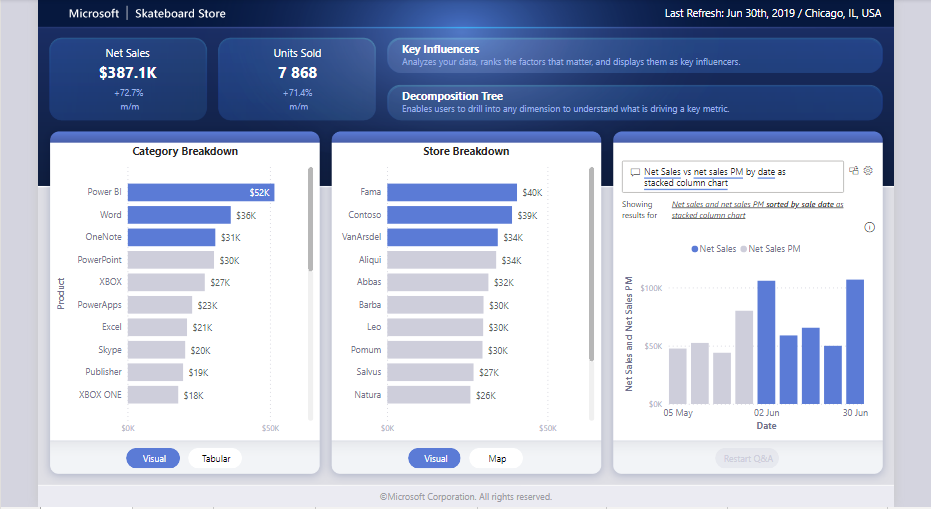 Microsoft | Skateboard Store
Last Refresh: Jun 30th, 2019 / Chicago, IL, USA
Net Sales
$387.1K
+72.7%
m/m
Units Sold
7 868
+71.4%
m/m
Key Influencers
Analyzes your data, ranks the factors that matter, and displays them as key influencers.
Decomposition Tree
Enables users to drill into any dimension to understand what is driving a key metric.
Category Breakdown
Product
Power BI $52K
Word $36K
OneNote $31K
PowerPoint $30K
XBOX $27K
PowerApps $23K
Excel $21K
Skype $20K
Publisher $19K
XBOX ONE $18K
$0K $50K
Visual Tabular
Store Breakdown
Fama $40K
Contoso $39K
VanArsdel $34K
Aliqui $34K
Abbas $32K
Barba $30K
Leo $30K
Pomum $30K
Salvus $27K
Natura $26K
$0K $50K
Visual Map
Net Sales vs net sales PM by date as
stacked column chart
Showing
results for
Net sales and net sales PM sorted by sale date as
stacked column chart
Net Sales Net Sales PM
Net Sales and Net Sales PM
$100K
$50K
$0K
05 May 02 Jun 30 Jun
Date
Restart Q&A
©Microsoft Corporation. All rights reserved.